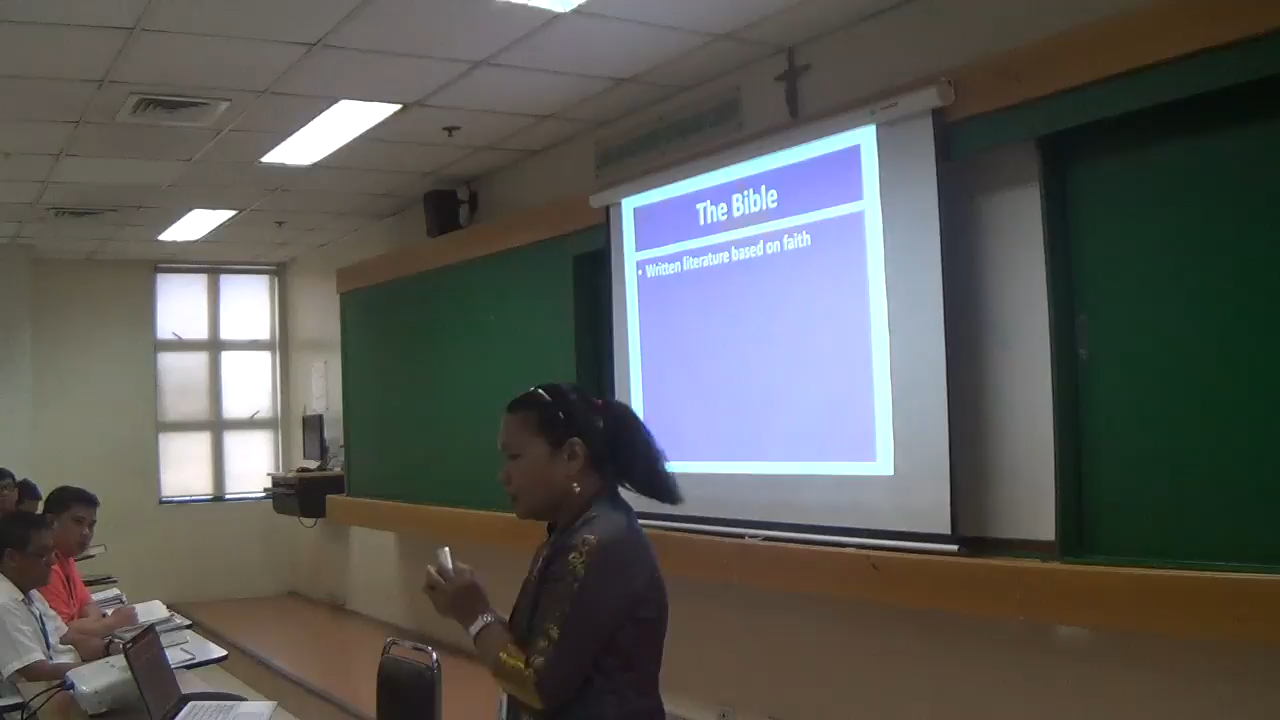 The Bible
• Written literature based on faith